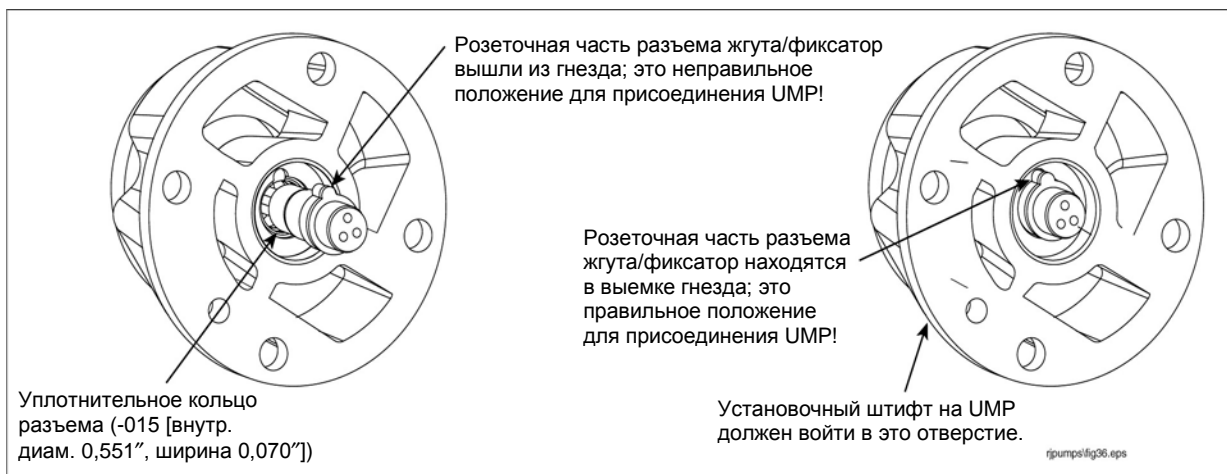 Розеточная часть разъема жгута/фиксатор
вышли из гнезда; это неправильное
положение для присоединения UMP!
Розеточная часть разъема
жгута/фиксатор находятся
в выемке гнезда; это
правильное положение
для присоединения UMP!
Уплотнительное кольцо
разъема (-015 [внутр.
диам. 0,551″, ширина 0,070″])
Установочный штифт на UMP
должен войти в это отверстие.
rjpumps\fig36.eps